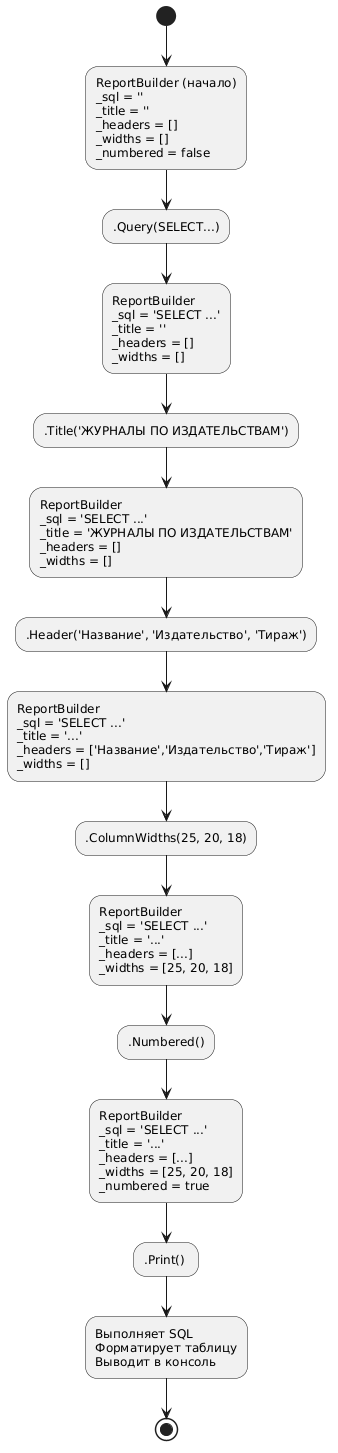 ReportBuilder (начало)
_sql = ''
_title = ''
_headers = []
_widths = []
_numbered = false
.Query(SELECT...)
ReportBuilder
_sql = 'SELECT ...'
_title = ''
_headers = []
_widths = []
.Title('ЖУРНАЛЫ ПО ИЗДАТЕЛЬСТВАМ')
ReportBuilder
_sql = 'SELECT ...'
_title = 'ЖУРНАЛЫ ПО ИЗДАТЕЛЬСТВАМ'
_headers = []
_widths = []
.Header('Название', 'Издательство', 'Тираж')
ReportBuilder
_sql = 'SELECT ...'
_title = '...'
_headers = ['Название','Издательство','Тираж']
_widths = []
.ColumnWidths(25, 20, 18)
ReportBuilder
_sql = 'SELECT ...'
_title = '...'
_headers = [...]
_widths = [25, 20, 18]
.Numbered()
ReportBuilder
_sql = 'SELECT ...'
_title = '...'
_headers = [...]
_widths = [25, 20, 18]
_numbered = true
.Print()
Выполняет SQL
Форматирует таблицу
Выводит в консоль